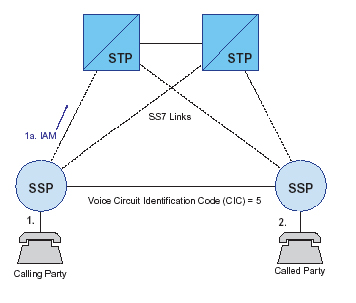 STP
STP
SS7 Links
1a. IAM
SSP
SSP
Voice Circuit Identification Code (CIC) = 5
1.
2.
Calling Party
Called Party